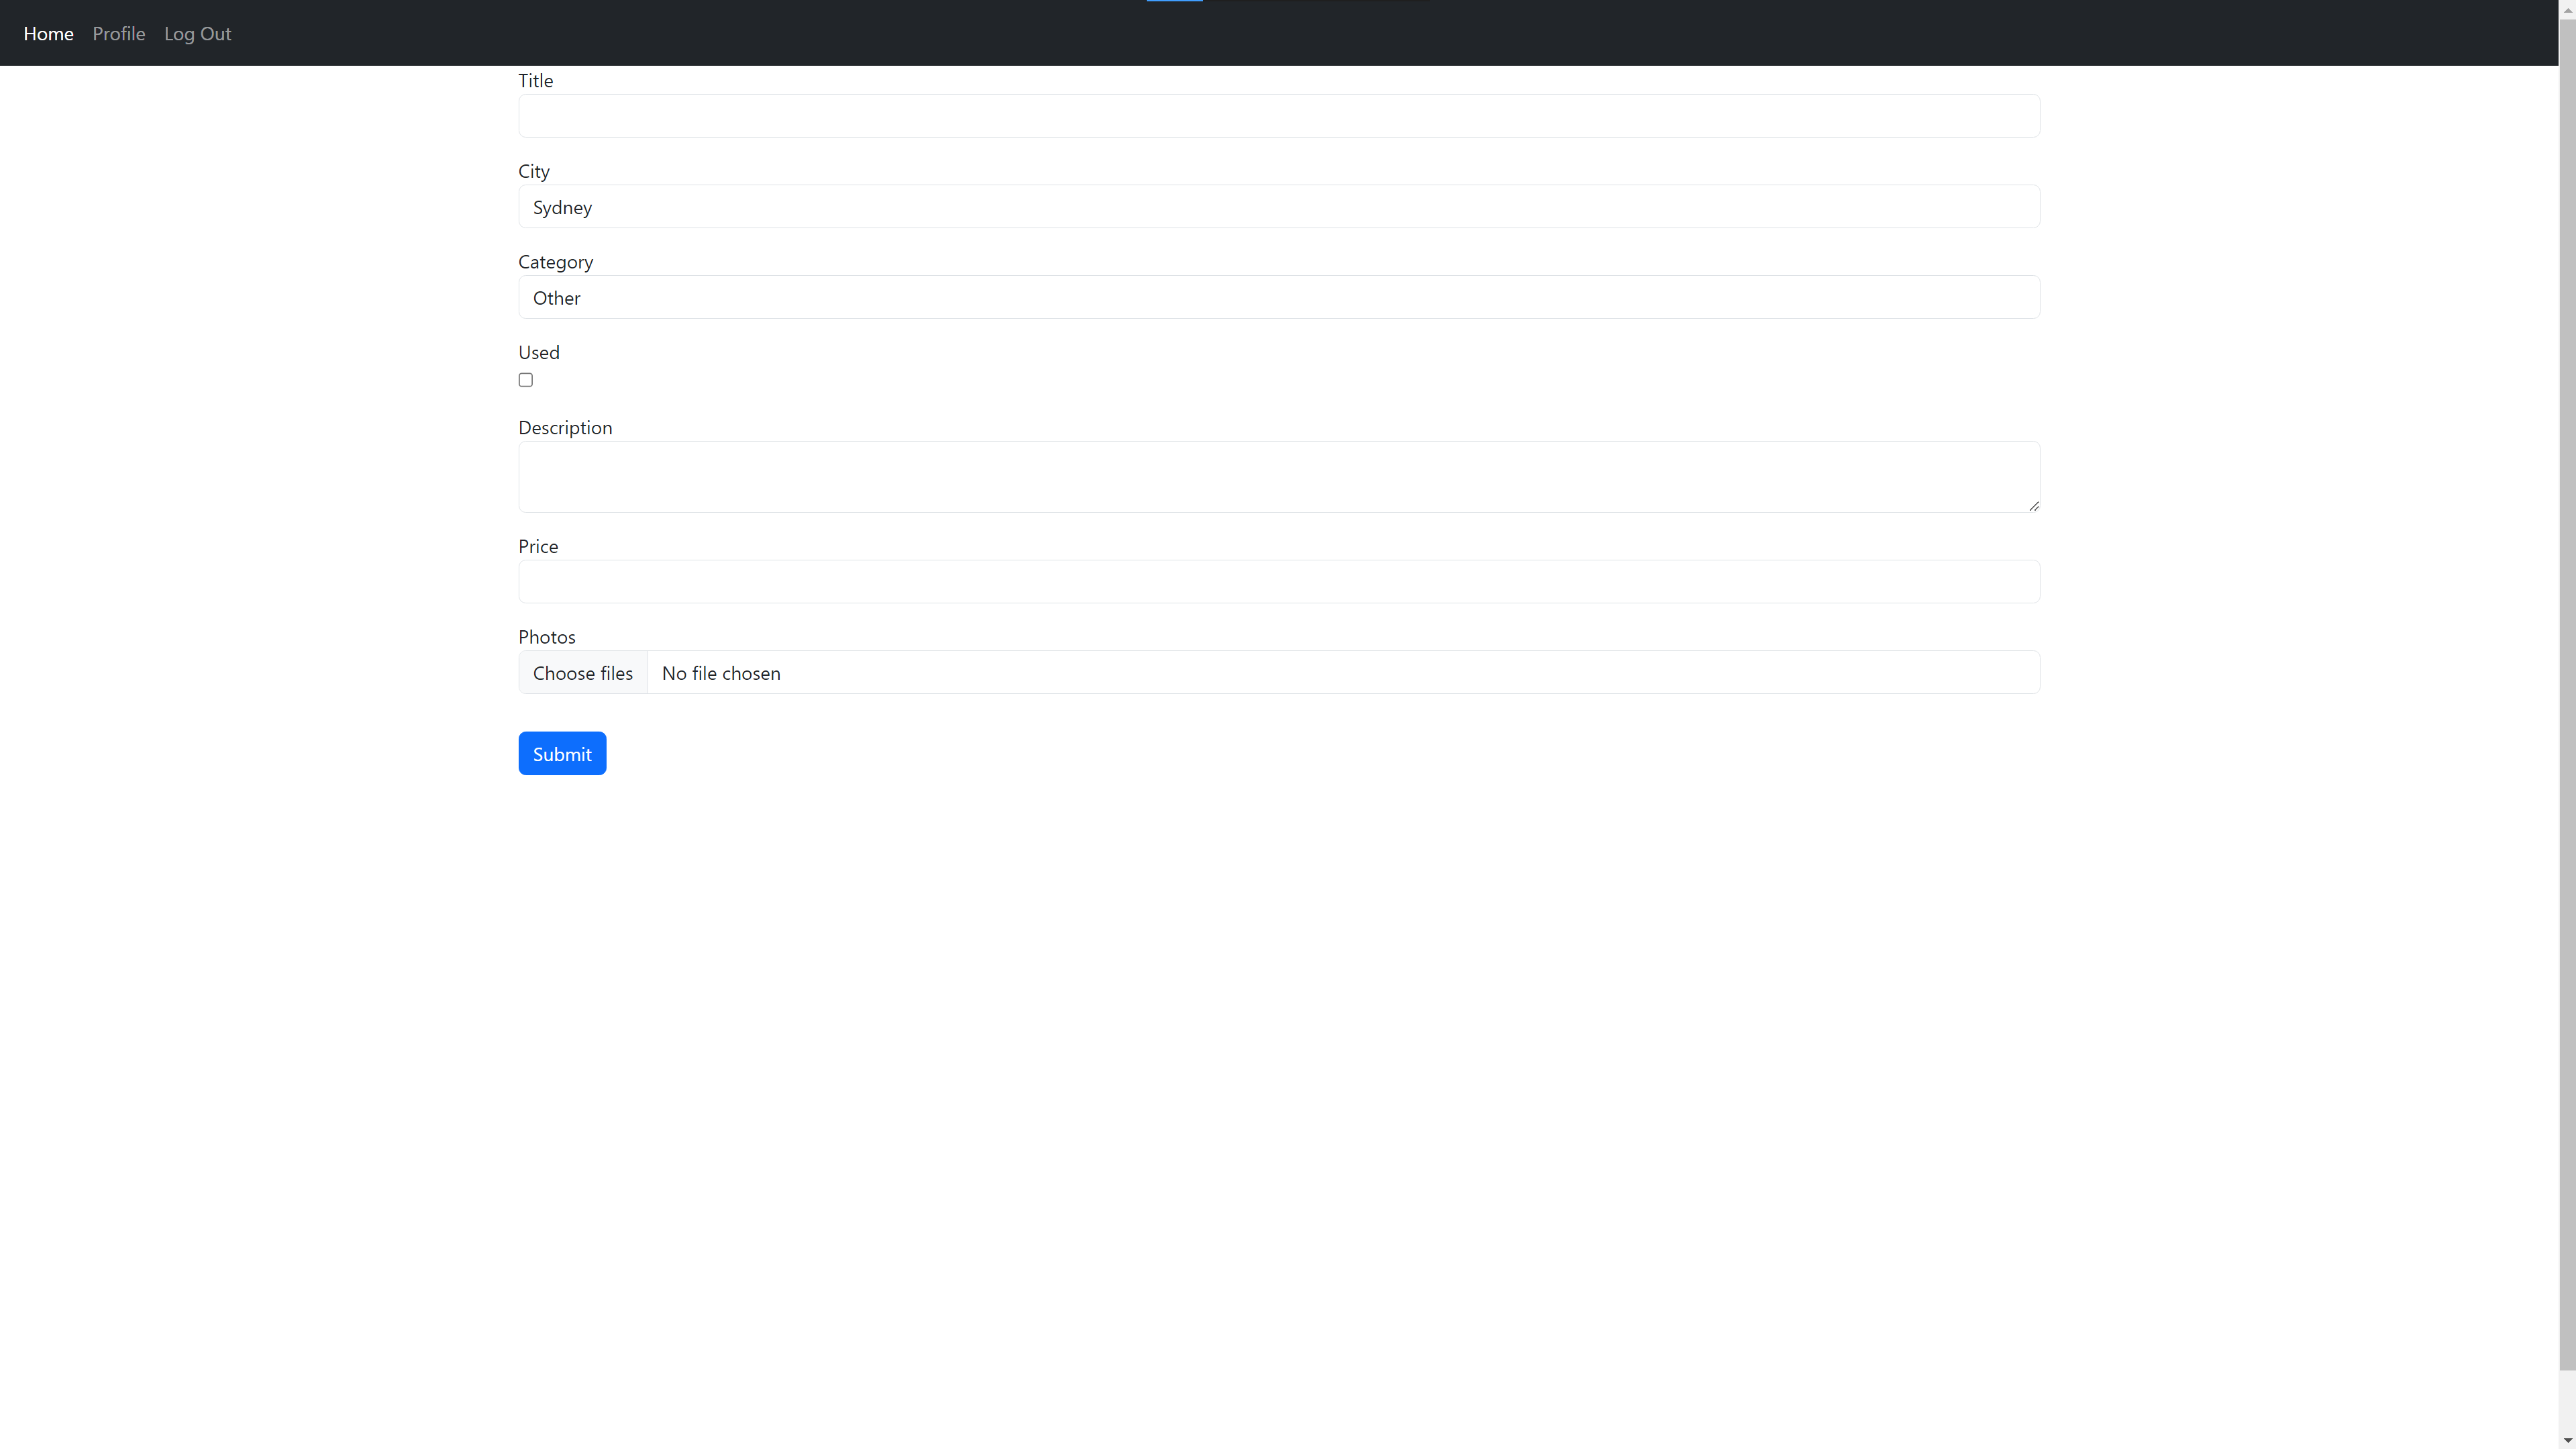 Home Profile Log Out
Title
City
Sydney
Category
Other
Used
Description
Price
Photos
Choose files No file chosen
Submit